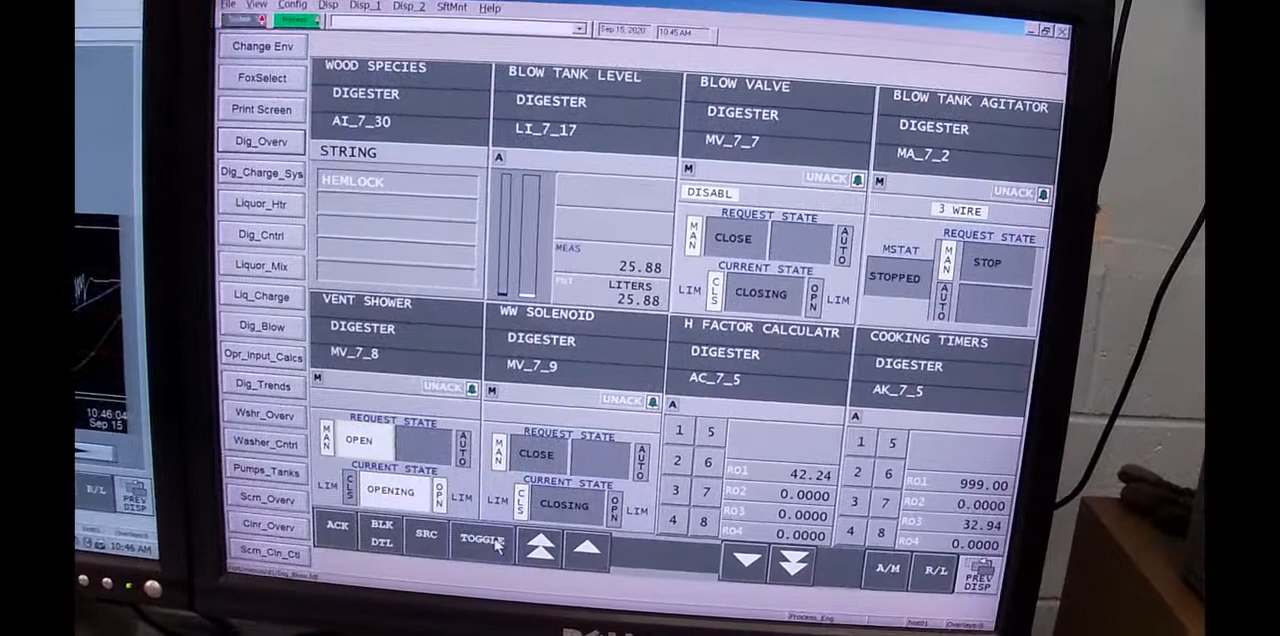 File View Config Disp Disp_1 Disp_2 SftMnt Help
System Process
Sep 15, 2020 10:45 AM
Change Env
FoxSelect
Print Screen
Dig_Overv
Dig_Charge_Sys
Liquor_Htr
Dig_Cntrl
Liquor_Mix
Liq_Charge
Dig_Blow
Opr_Input_Calcs
Dig_Trends
Wshr_Overv
Washer_Cntrl
Pumps_Tanks
Scrn_Overv
Clnr_Overv
Scrn_Cln_Ctl
WOOD SPECIES
DIGESTER
AI_7_30
STRING
HEMLOCK
BLOW TANK LEVEL
DIGESTER
LI_7_17
A
MEAS
25.88
PNT LITERS
25.88
BLOW VALVE
DIGESTER
MV_7_7
M UNACK
DISABL
REQUEST STATE
MAN CLOSE AUTO
CURRENT STATE
LIM CLS CLOSING OPN LIM
BLOW TANK AGITATOR
DIGESTER
MA_7_2
M UNACK
3 WIRE
REQUEST STATE
MSTAT MAN STOP
STOPPED AUTO
VENT SHOWER
DIGESTER
MV_7_8
M UNACK
REQUEST STATE
MAN OPEN AUTO
CURRENT STATE
LIM CLS OPENING OPN LIM
WW SOLENOID
DIGESTER
MV_7_9
M UNACK
REQUEST STATE
MAN CLOSE AUTO
CURRENT STATE
LIM CLS CLOSING OPN LIM
H FACTOR CALCULATR
DIGESTER
AC_7_5
A
1 5
2 6 RO1 42.24
RO2 0.0000
3 7 RO3 0.0000
4 8 RO4 0.0000
COOKING TIMERS
DIGESTER
AK_7_5
A
1 5
2 6 RO1 999.00
RO2 0.0000
3 7 RO3 32.94
4 8 RO4 0.0000
ACK BLK DTL SRC TOGGLE A/M R/L PREV DISP
Process_Eng
10:46:04
Sep 15
R/L PREV DISP
10:46 AM
DELL